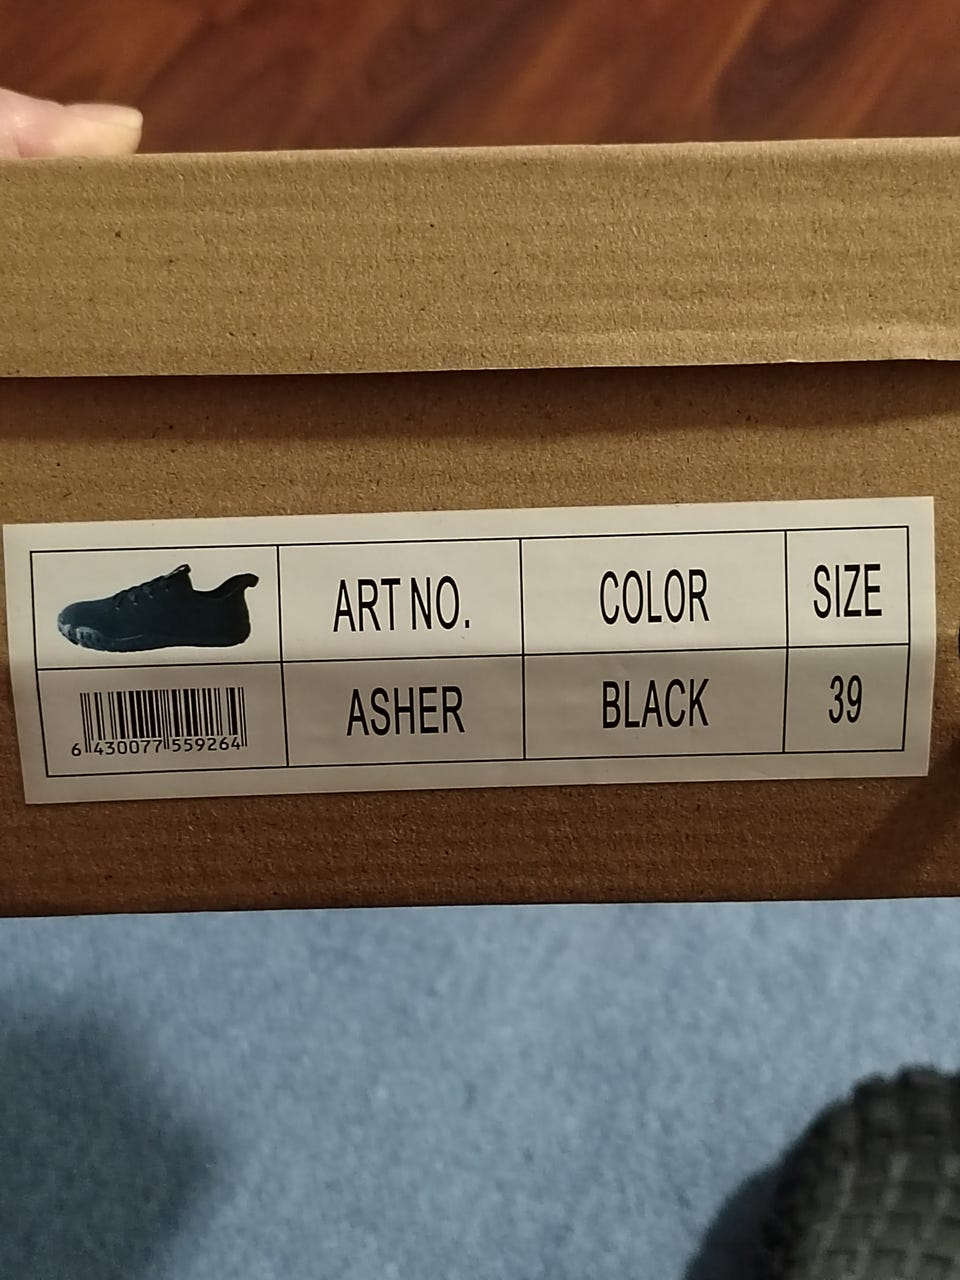 ART NO. COLOR SIZE
ASHER BLACK 39
6 430077 559264